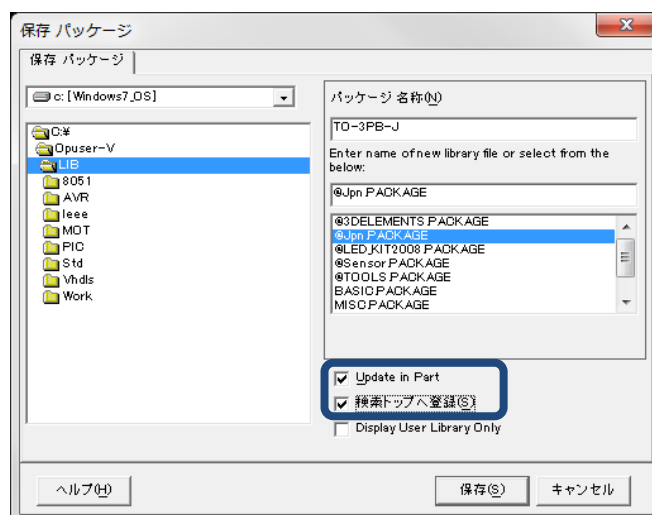 保存 パッケージ
保存 パッケージ
c: [Windows7_OS]
C:¥
Opuser-V
LIB
8051
AVR
Ieee
MOT
PIC
Std
Vhdls
Work
パッケージ 名称(N)
TO-3PB-J
Enter name of new library file or select from the
below:
@Jpn.PACKAGE
@3DELEMENTS.PACKAGE
@Jpn.PACKAGE
@LED_KIT2008.PACKAGE
@Sensor.PACKAGE
@TOOLS.PACKAGE
BASIC.PACKAGE
MISC.PACKAGE
Update in Part
検索トップへ登録(S)
Display User Library Only
ヘルプ(H)
保存(S)
キャンセル